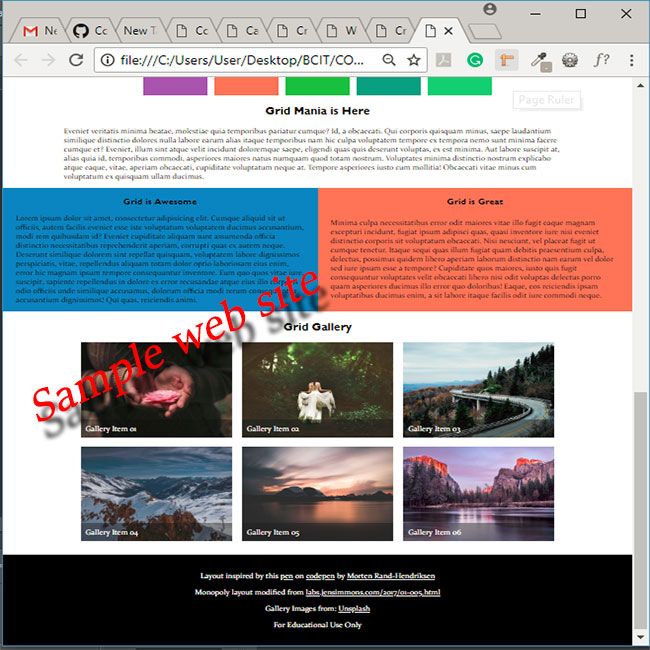 Ne
Co
New T
Co
Ca
Cr
W
Cr
file:///C:/Users/User/Desktop/BCIT/CO...
f?
Page Ruler
Grid Mania is Here
Eveniet veritatis minima beatae, molestiae quia temporibus pariatur cumque? Id, a obcaecati. Qui corporis quisquam minus, saepe laudantium
similique distinctio dolores nulla labore earum alias itaque temporibus nam hic culpa voluptatem tempore ex tempora nemo sunt minima facere
cumque et? Eveniet, illum sint atque velit incidunt doloremque saepe, eligendi quas quis deserunt voluptas, ex est minima. Aut labore suscipit at,
alias quia id, temporibus commodi, asperiores maiores natus numquam quod totam nostrum. Voluptates minima distinctio nostrum explicabo
atque eaque, vitae, aperiam obcaecati, cupiditate voluptatum neque at. Tempore asperiores iusto cum mollitia! Obcaecati vitae minus cum
voluptatum ex quisquam ullam ducimus.
Grid is Awesome
Lorem ipsum dolor sit amet, consectetur adipisicing elit. Cumque aliquid sit ut
officiis, autem facilis eveniet esse iste voluptatum voluptatem ducimus accusantium,
modi rem quibusdam id? Eveniet cupiditate aliquam sunt assumenda officia
distinctio necessitatibus reprehenderit aperiam, corrupti quas ex autem neque.
Deserunt similique dolorem sint repellat quisquam, voluptatem labore dignissimos
perspiciatis, vitae, repellendus aliquam totam dolor optio laboriosam eius enim,
error hic magnam ipsum tempore consequuntur inventore. Eum quo quos vitae iure,
suscipit, sapiente repellendus in dolore ex error recusandae atque eius illo commodi
odio officiis unde similique accusamus, dolorum officia modi rerum
accusantium dignissimos! Qui quas, reiciendis animi.
Grid is Great
Minima culpa necessitatibus error odit maiores vitae illo fugit eaque magnam
excepturi incidunt, fugiat ipsum adipisci quas, quasi inventore iure nisi eveniet
distinctio corporis sit voluptatum obcaecati. Nisi nesciunt, vel placeat fugit ut
cumque tenetur. Itaque sequi quas illum fugiat quam debitis praesentium culpa,
delectus, possimus quidem libero aperiam laborum distinctio nam earum vel dolor
sed iure ipsum esse a tempore? Cupiditate quos maiores, iusto quis fugit
consequuntur voluptates velit obcaecati libero nisi odit voluptas delectus porro
quam asperiores ducimus illo error quo doloribus! Eaque, eos reiciendis ipsam
voluptatibus ducimus enim, a sit labore itaque facilis odit iure commodi neque.
Sample web site
Grid Gallery
Gallery Item 01
Gallery Item 02
Gallery Item 03
Gallery Item 04
Gallery Item 05
Gallery Item 06
Layout inspired by this pen on codepen by Morten Rand-Hendriksen
Monopoly layout modified from labs.jensimmons.com/2017/01-005.html
Gallery Images from: Unsplash
For Educational Use Only